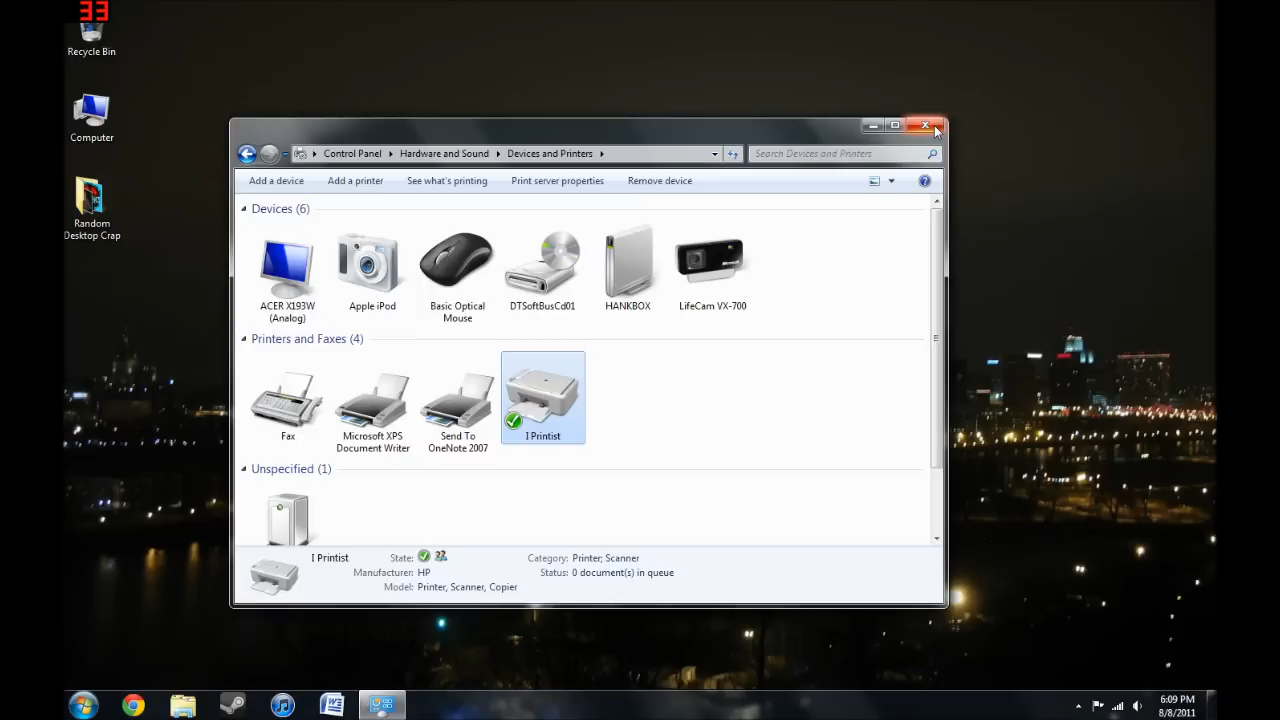 33
Recycle Bin
Computer
Random
Desktop Crap
Control Panel Hardware and Sound Devices and Printers Search Devices and Printers
Add a device Add a printer See what's printing Print server properties Remove device
Devices (6)
ACER X193W
(Analog)
Apple iPod
Basic Optical
Mouse
DTSoftBusCd01
HANKBOX
Microsoft
LifeCam VX-700
Printers and Faxes (4)
Fax
Microsoft XPS
Document Writer
Send To
OneNote 2007
I Printist
Unspecified (1)
I Printist State: Category: Printer; Scanner
Manufacturer: HP Status: 0 document(s) in queue
Model: Printer, Scanner, Copier
6:09 PM
8/8/2011